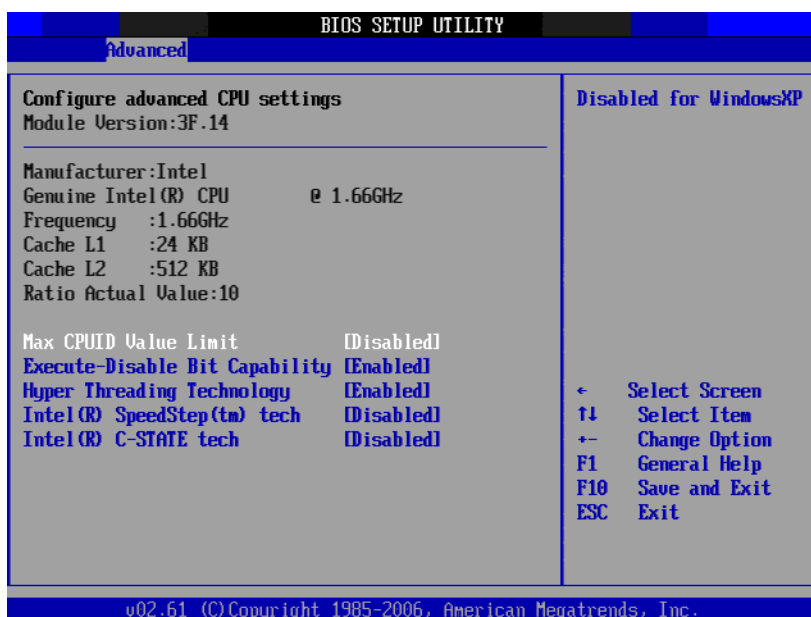 BIOS SETUP UTILITY
Advanced
Configure advanced CPU settings
Module Version:3F.14
Manufacturer:Intel
Genuine Intel(R) CPU @ 1.66GHz
Frequency :1.66GHz
Cache L1 :24 KB
Cache L2 :512 KB
Ratio Actual Value:10
Max CPUID Value Limit [Disabled]
Execute-Disable Bit Capability [Enabled]
Hyper Threading Technology [Enabled]
Intel(R) SpeedStep(tm) tech [Disabled]
Intel(R) C-STATE tech [Disabled]
Disabled for WindowsXP
← Select Screen
↑↓ Select Item
+- Change Option
F1 General Help
F10 Save and Exit
ESC Exit
v02.61 (C)Copyright 1985-2006, American Megatrends, Inc.